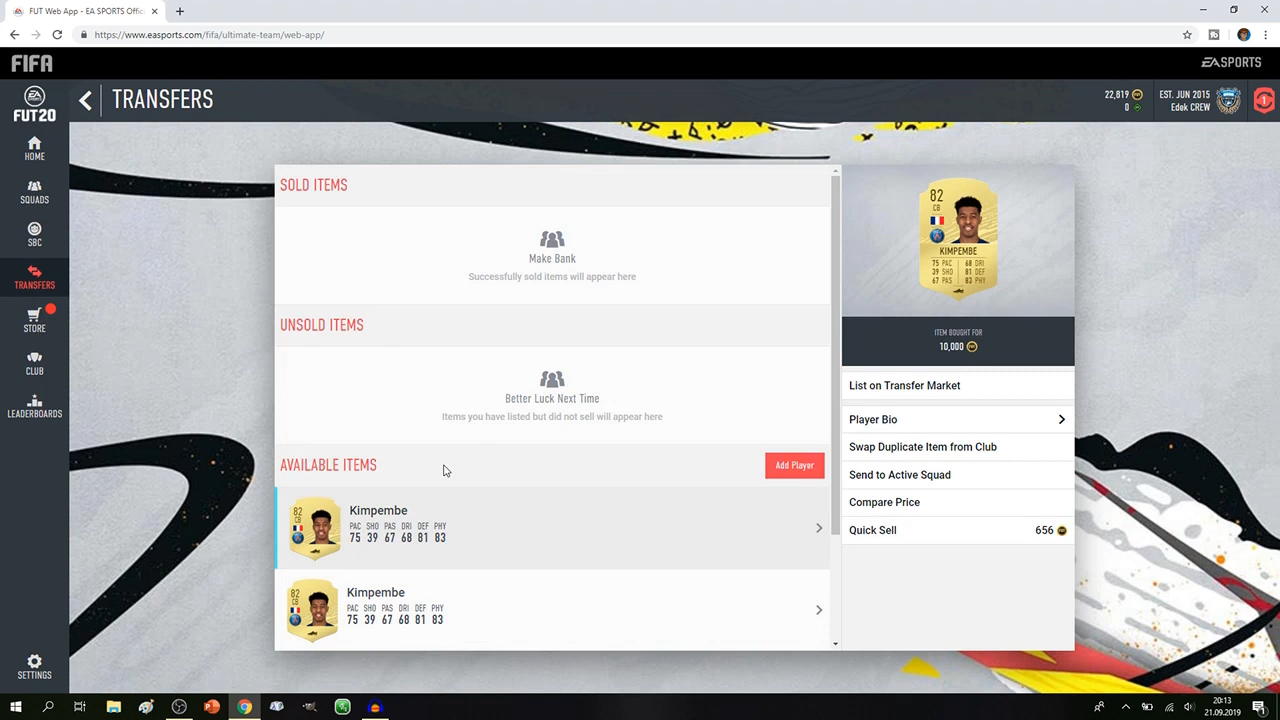 FUT Web App - EA SPORTS Offic
https://www.easports.com/fifa/ultimate-team/web-app/
FIFA
EA SPORTS
FUT20
TRANSFERS
22,819
0
EST. JUN 2015
Edek CREW
1
HOME
SQUADS
SBC
TRANSFERS
STORE
CLUB
LEADERBOARDS
SETTINGS
SOLD ITEMS
Make Bank
Successfully sold items will appear here
UNSOLD ITEMS
Better Luck Next Time
Items you have listed but did not sell will appear here
AVAILABLE ITEMS
Add Player
82
CB
Kimpembe
PAC SHO PAS DRI DEF PHY
75 39 67 68 81 83
82
CB
Kimpembe
PAC SHO PAS DRI DEF PHY
75 39 67 68 81 83
82
CB
KIMPEMBE
75 PAC 68 DRI
39 SHO 81 DEF
67 PAS 83 PHY
ITEM BOUGHT FOR
10,000
List on Transfer Market
Player Bio
Swap Duplicate Item from Club
Send to Active Squad
Compare Price
Quick Sell 656
20:13
21.09.2019